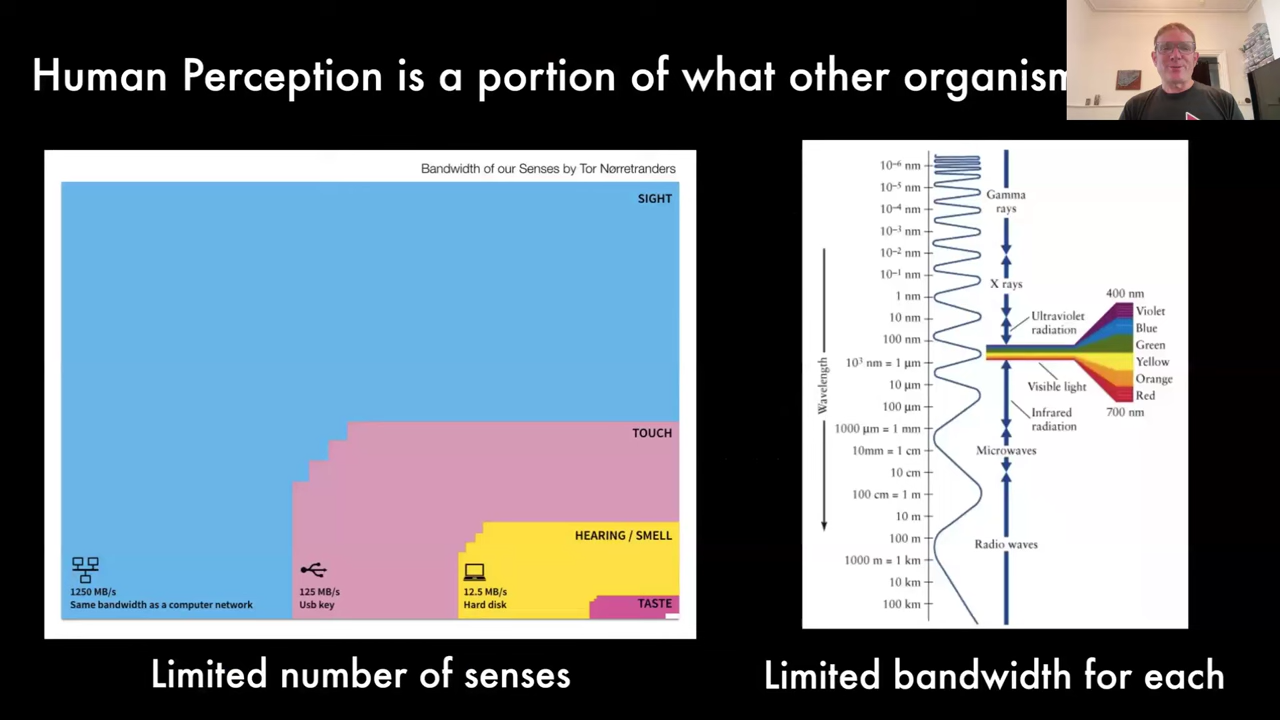 Human Perception is a portion of what other organism
Bandwidth of our Senses by Tor Nørretranders
SIGHT
TOUCH
HEARING / SMELL
TASTE
1250 MB/s
Same bandwidth as a computer network
125 MB/s
Usb key
12.5 MB/s
Hard disk
Limited number of senses
10⁻⁶ nm
10⁻⁵ nm
10⁻⁴ nm
10⁻³ nm
10⁻² nm
10⁻¹ nm
1 nm
10 nm
100 nm
10³ nm = 1 μm
10 μm
100 μm
1000 μm = 1 mm
10mm = 1 cm
10 cm
100 cm = 1 m
10 m
100 m
1000 m = 1 km
10 km
100 km
Wavelength
Gamma
rays
X rays
Ultraviolet
radiation
Visible light
Infrared
radiation
Microwaves
Radio waves
400 nm
Violet
Blue
Green
Yellow
Orange
Red
700 nm
Limited bandwidth for each